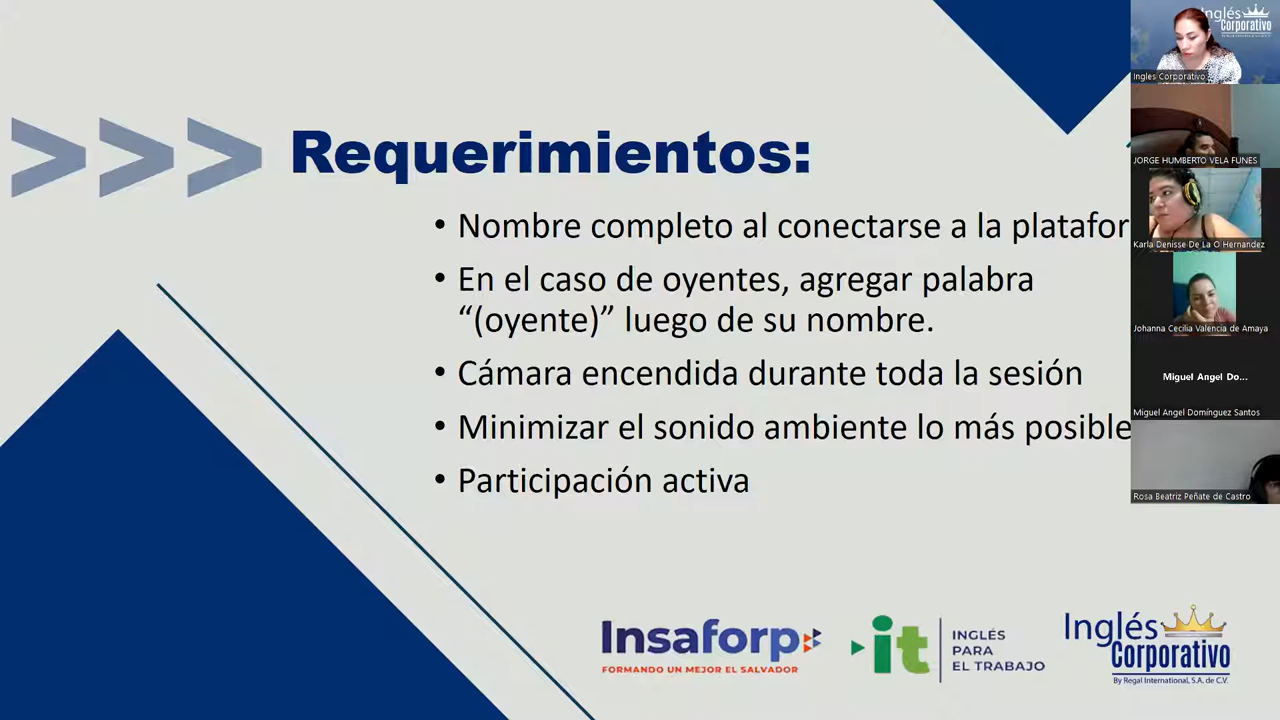 Requerimientos:
• Nombre completo al conectarse a la platafor
• En el caso de oyentes, agregar palabra
“(oyente)” luego de su nombre.
• Cámara encendida durante toda la sesión
• Minimizar el sonido ambiente lo más posible
• Participación activa
Insaforp
FORMANDO UN MEJOR EL SALVADOR
it
INGLÉS
PARA
EL TRABAJO
Inglés
Corporativo
By Regal International, S.A. de C.V.
Inglés
Corporativo
Ingles Corporativo
JORGE HUMBERTO VELA FUNES
Karla Denisse De La O Hernandez
Johanna Cecilia Valencia de Amaya
Miguel Angel Do...
Miguel Angel Domínguez Santos
Rosa Beatriz Peñate de Castro